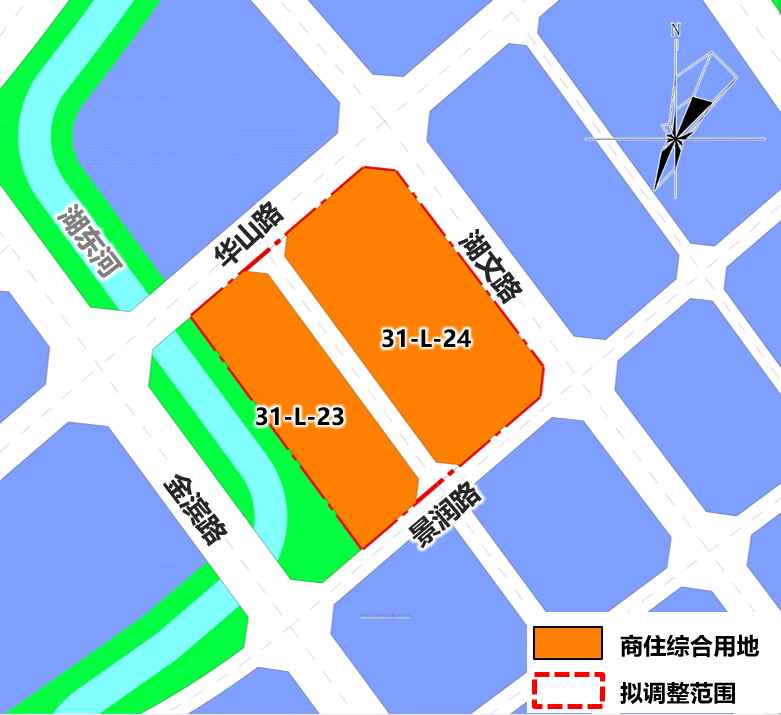 N
华山路
湖东河
湖文路
31-L-24
31-L-23
金滨路
景润路
商住综合用地
拟调整范围